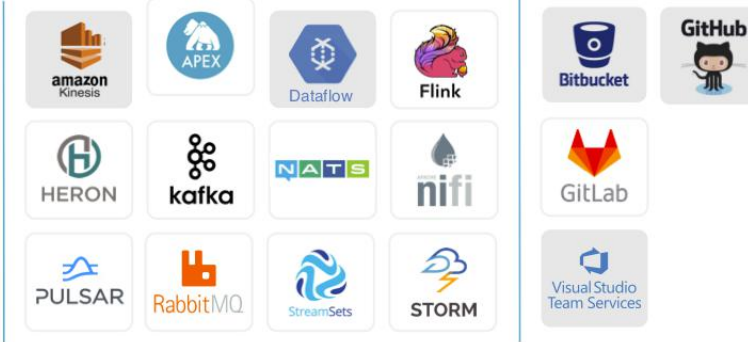 amazon
Kinesis
APEX
Dataflow
Flink
HERON
kafka
NATS
APACHE
nifi
PULSAR
RabbitMQ
StreamSets
STORM
Bitbucket
GitHub
GitLab
Visual Studio
Team Services